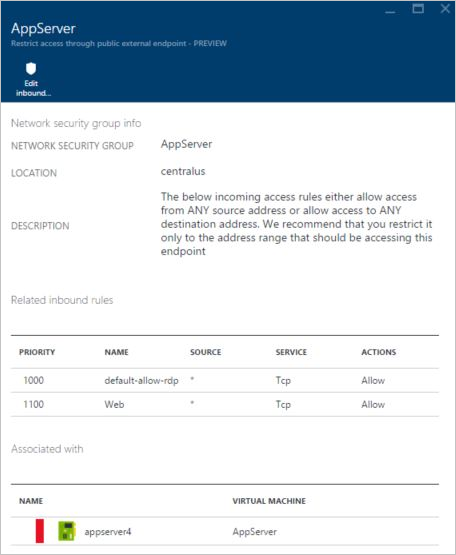 AppServer
Restrict access through public external endpoint - PREVIEW
Edit
inbound...
Network security group info
NETWORK SECURITY GROUP AppServer
LOCATION centralus
The below incoming access rules either allow access
from ANY source address or allow access to ANY
DESCRIPTION destination address. We recommend that you restrict it
only to the address range that should be accessing this
endpoint
Related inbound rules
PRIORITY NAME SOURCE SERVICE ACTIONS
1000 default-allow-rdp * Tcp Allow
1100 Web * Tcp Allow
Associated with
NAME VIRTUAL MACHINE
appserver4 AppServer